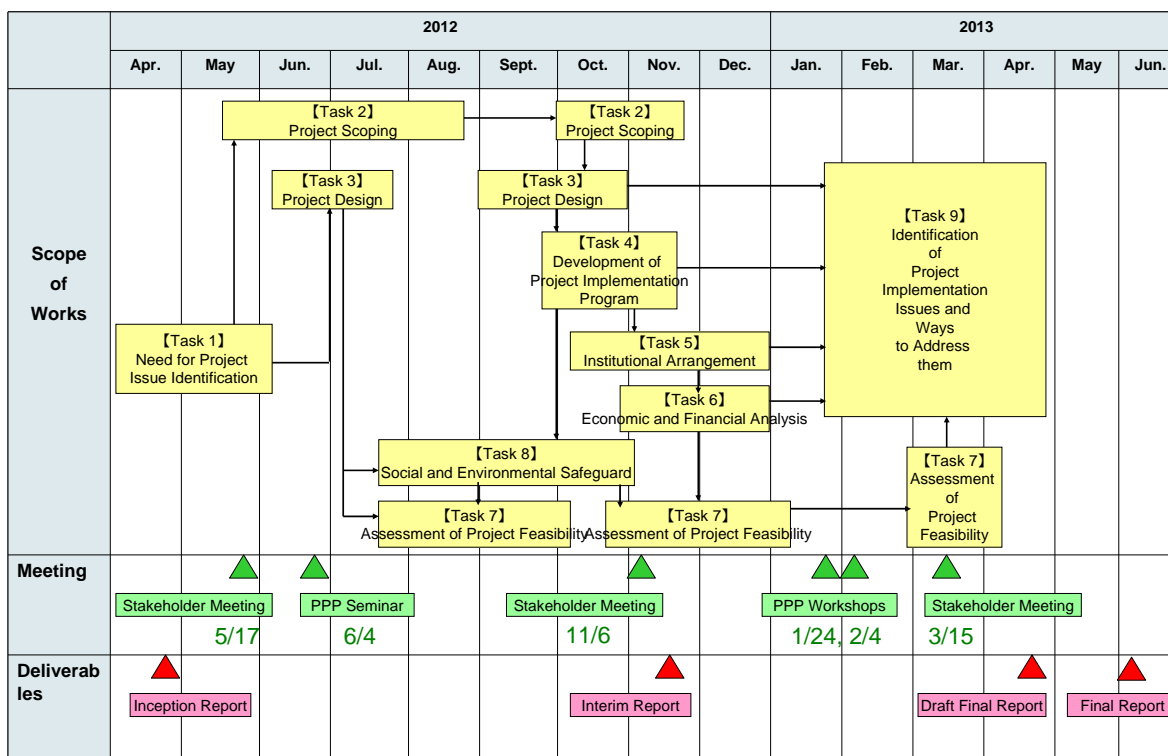 2012
2013
Apr.
May
Jun.
Jul.
Aug.
Sept.
Oct.
Nov.
Dec.
Jan.
Feb.
Mar.
Apr.
May
Jun.
Scope
of
Works
【Task 2】
Project Scoping
【Task 2】
Project Scoping
【Task 3】
Project Design
【Task 3】
Project Design
【Task 4】
Development of
Project Implementation
Program
【Task 9】
Identification
of
Project
Implementation
Issues and
Ways
to Address
them
【Task 1】
Need for Project
Issue Identification
【Task 5】
Institutional Arrangement
【Task 6】
Economic and Financial Analysis
【Task 8】
Social and Environmental Safeguard
【Task 7】
Assessment of Project Feasibility
【Task 7】
Assessment of Project Feasibility
【Task 7】
Assessment
of
Project
Feasibility
Meeting
Stakeholder Meeting
5/17
PPP Seminar
6/4
Stakeholder Meeting
11/6
PPP Workshops
1/24, 2/4
Stakeholder Meeting
3/15
Deliverab
les
Inception Report
Interim Report
Draft Final Report
Final Report